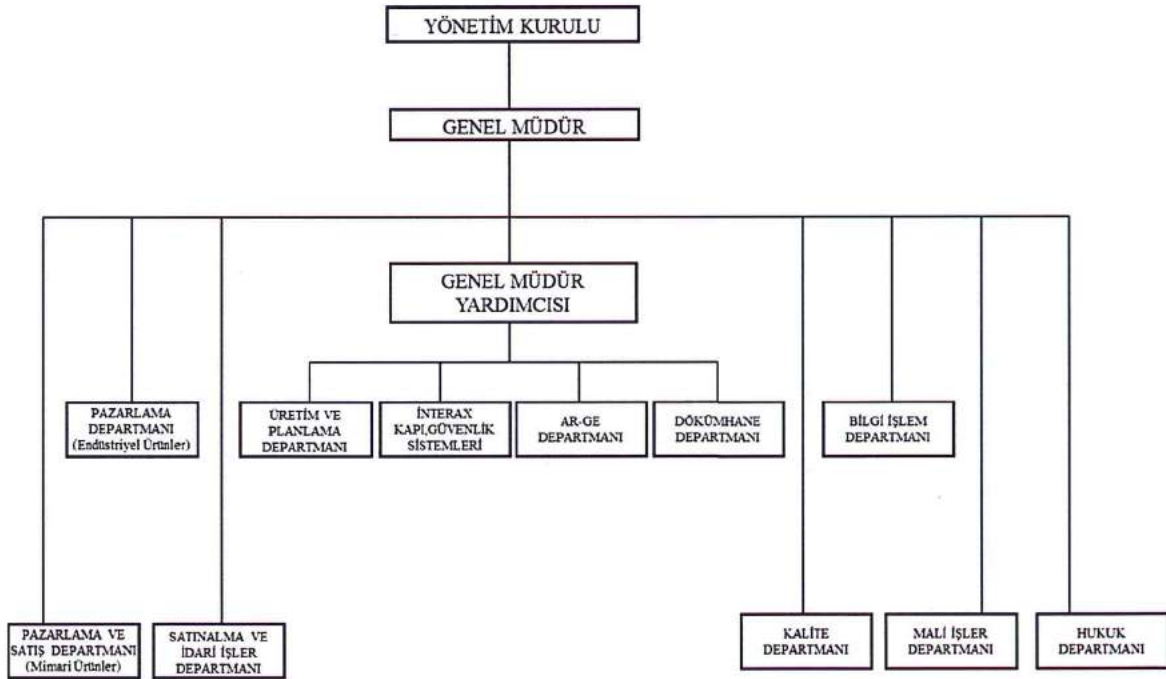 YÖNETİM KURULU
GENEL MÜDÜR
GENEL MÜDÜR
YARDIMCISI
PAZARLAMA
DEPARTMANI
(Endüstriyel Ürünler)
ÜRETİM VE
PLANLAMA
DEPARTMANI
İNTERAX
KAPI,GÜVENLİK
SİSTEMLERİ
AR-GE
DEPARTMANI
DÖKÜMHANE
DEPARTMANI
BİLGİ İŞLEM
DEPARTMANI
PAZARLAMA VE
SATIŞ DEPARTMANI
(Mimari Ürünler)
SATINALMA VE
İDARİ İŞLER
DEPARTMANI
KALİTE
DEPARTMANI
MALİ İŞLER
DEPARTMANI
HUKUK
DEPARTMANI